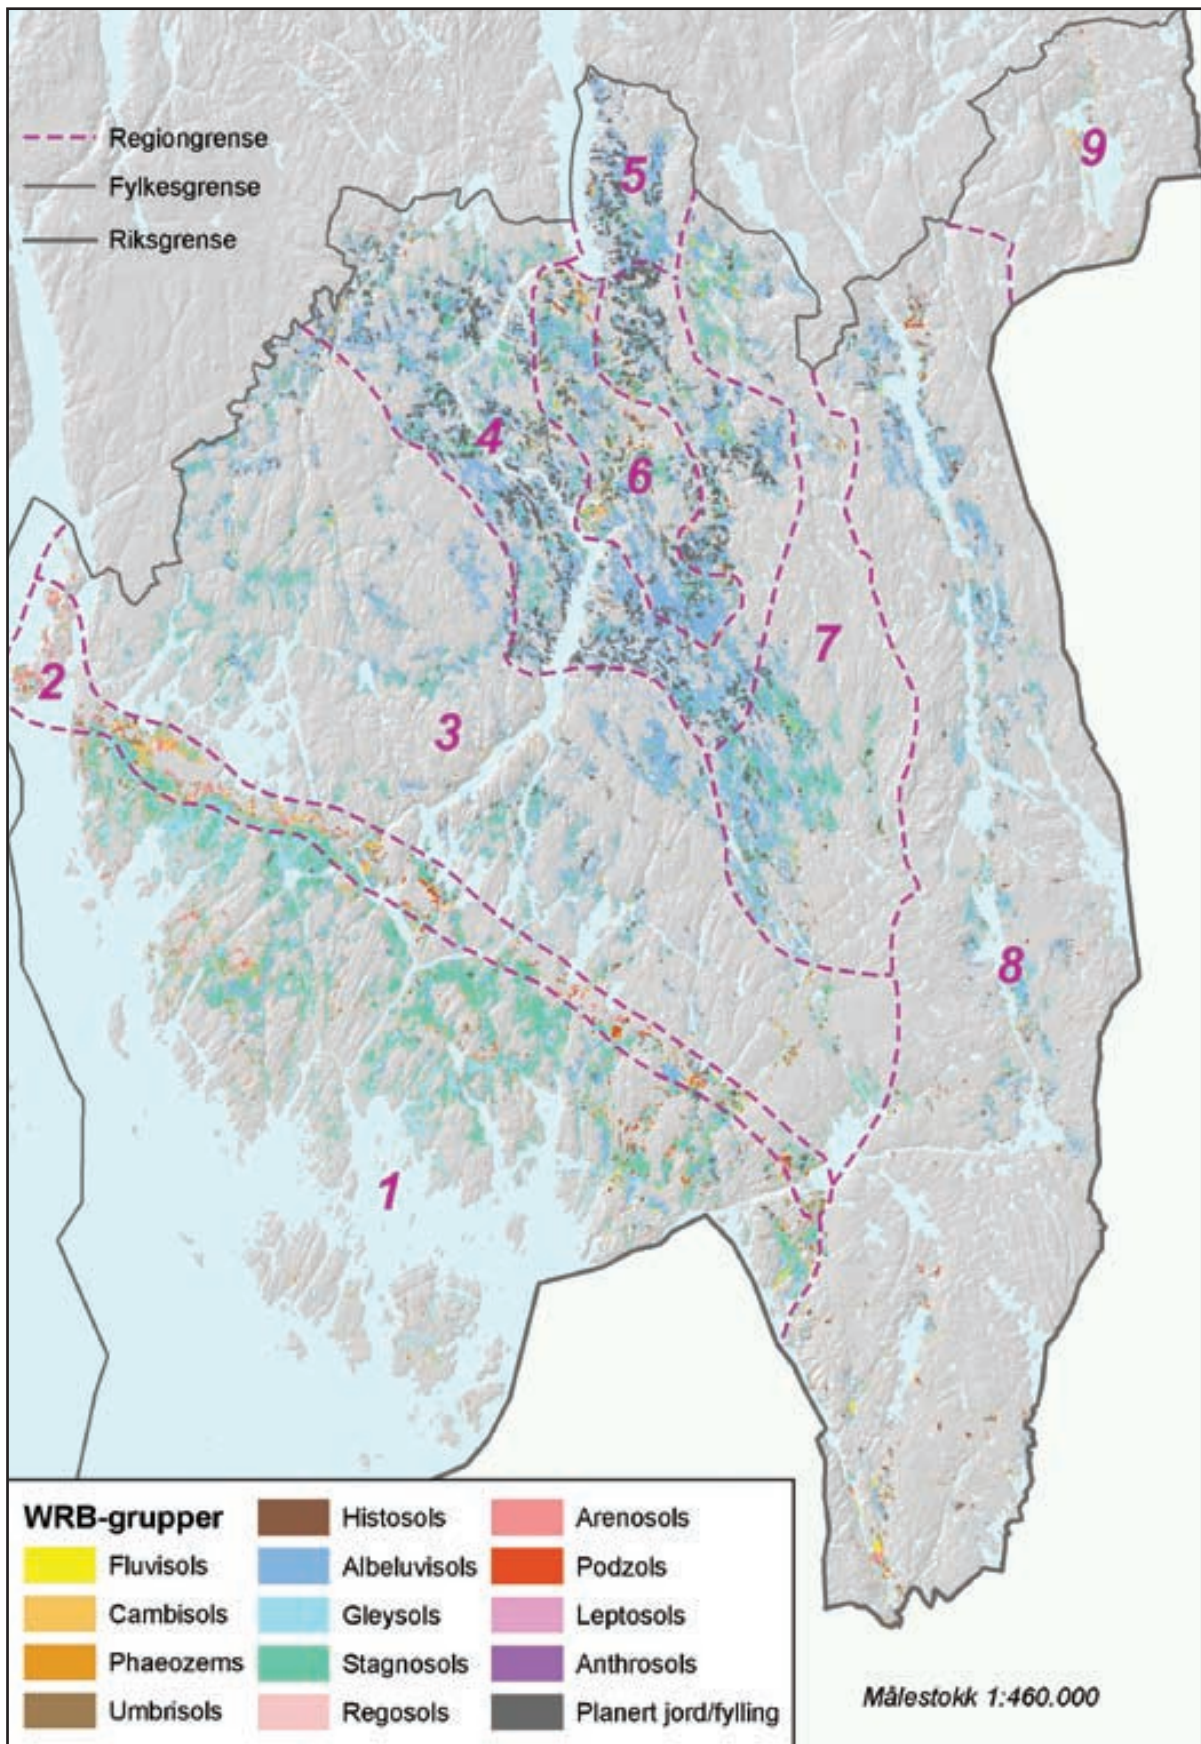 Regiongrense
Fylkesgrense
Riksgrense
9
5
4
6
7
2
3
8
1
WRB-grupper
Fluvisols
Cambisols
Phaeozems
Umbrisols
Histosols
Albeluvisols
Gleysols
Stagnosols
Regosols
Arenosols
Podzols
Leptosols
Anthrosols
Planert jord/fylling
Målestokk 1:460.000